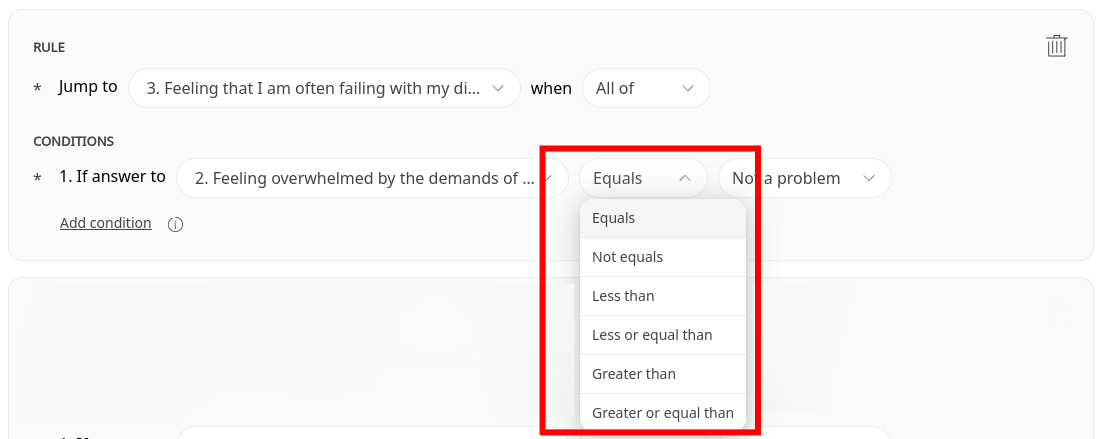 RULE
* Jump to 3. Feeling that I am often failing with my di... when All of
CONDITIONS
* 1. If answer to 2. Feeling overwhelmed by the demands of ... Equals Not a problem
Add condition
Equals
Not equals
Less than
Less or equal than
Greater than
Greater or equal than